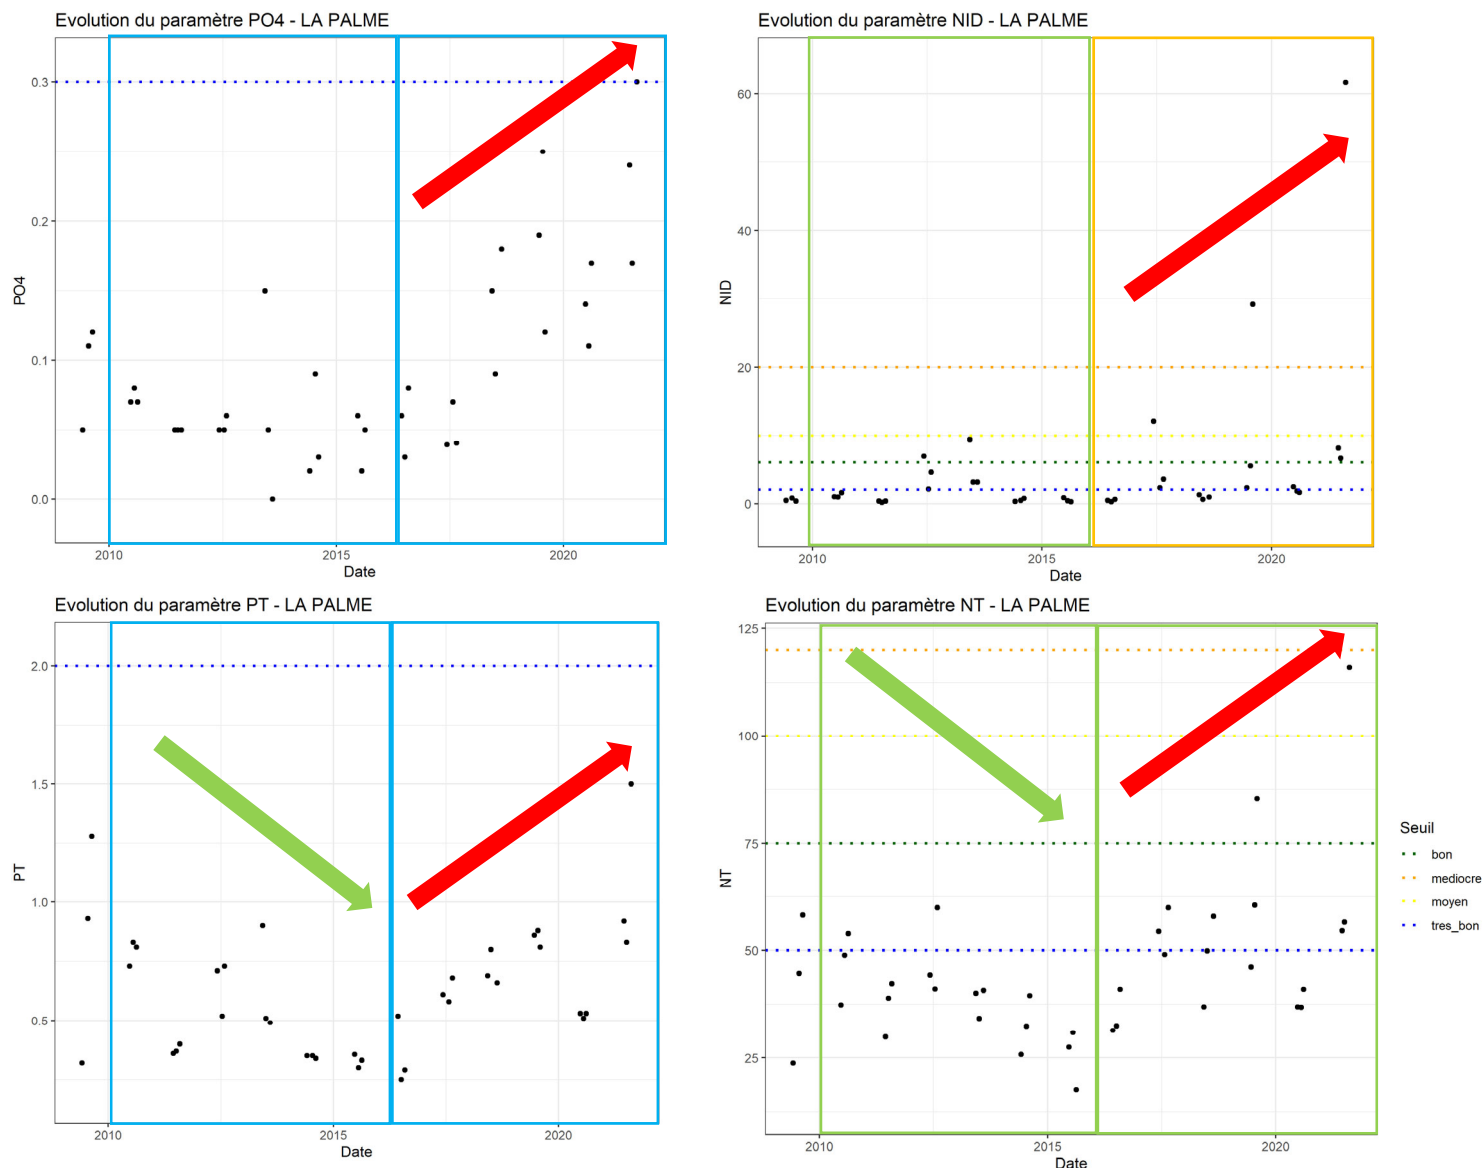 Evolution du paramètre PO4 - LA PALME
0.3
0.2
0.1
0.0
PO4
2010 2015 2020
Date
Evolution du paramètre NID - LA PALME
60
40
20
0
NID
2010 2015 2020
Date
Evolution du paramètre PT - LA PALME
2.0
1.5
1.0
0.5
PT
2010 2015 2020
Date
Evolution du paramètre NT - LA PALME
125
100
75
50
25
NT
2010 2015 2020
Date
Seuil
bon
mediocre
moyen
tres_bon